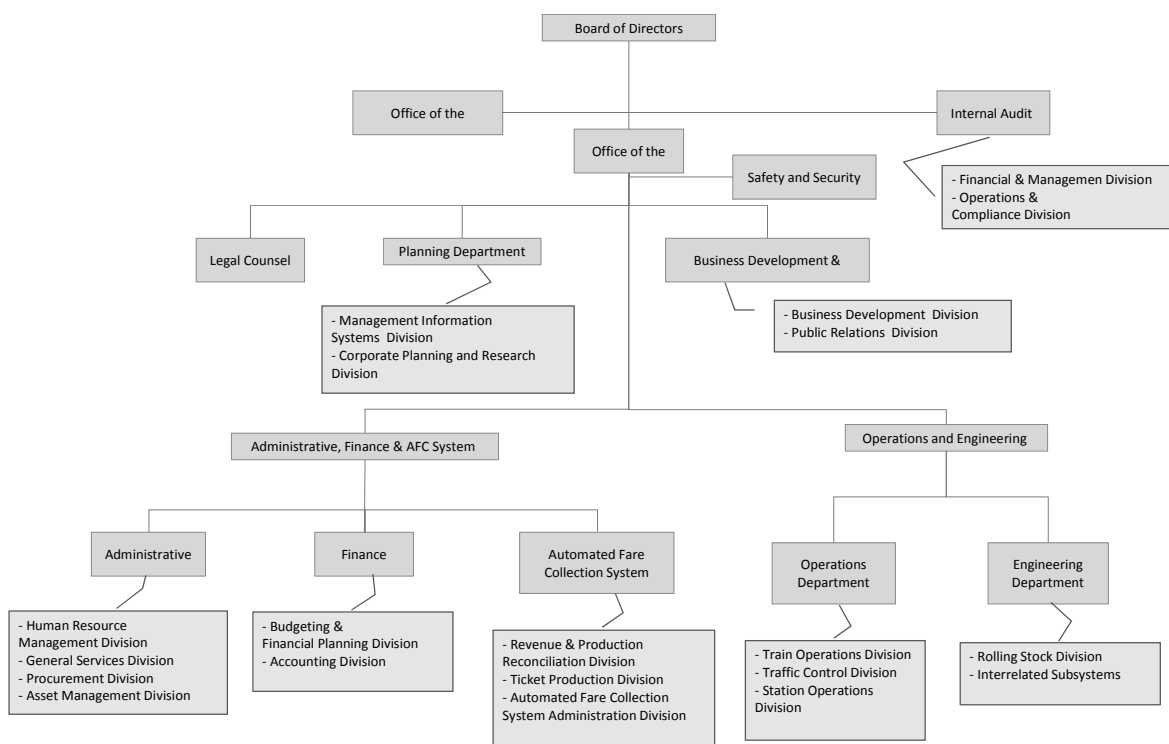 Board of Directors
Office of the
Internal Audit
Office of the
Safety and Security
- Financial & Managemen Division
- Operations &
Compliance Division
Legal Counsel
Planning Department
Business Development &
- Management Information
Systems Division
- Corporate Planning and Research
Division
- Business Development Division
- Public Relations Division
Administrative, Finance & AFC System
Operations and Engineering
Administrative
Finance
Automated Fare
Collection System
Operations
Department
Engineering
Department
- Human Resource
Management Division
- General Services Division
- Procurement Division
- Asset Management Division
- Budgeting &
Financial Planning Division
- Accounting Division
- Revenue & Production
Reconciliation Division
- Ticket Production Division
- Automated Fare Collection
System Administration Division
- Train Operations Division
- Traffic Control Division
- Station Operations
Division
- Rolling Stock Division
- Interrelated Subsystems